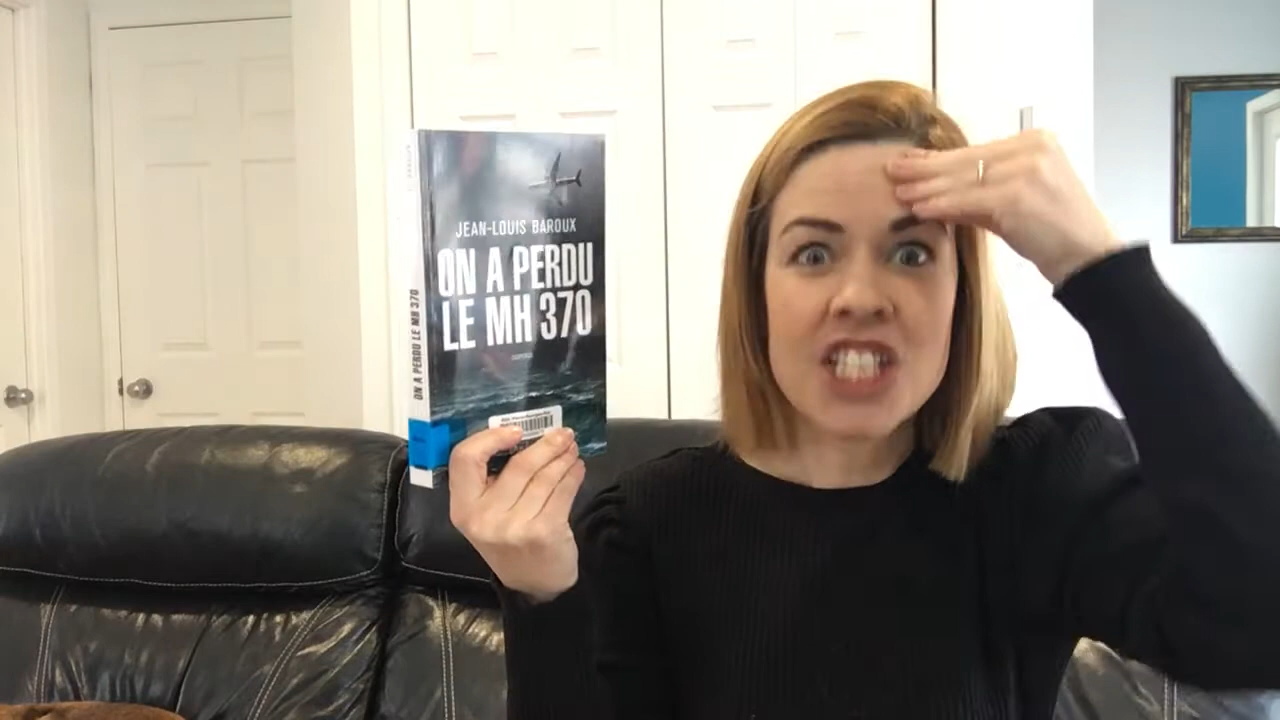 JEAN-LOUIS BAROUX
ON A PERDU
LE MH 370
ON A PERDU LE MH 370